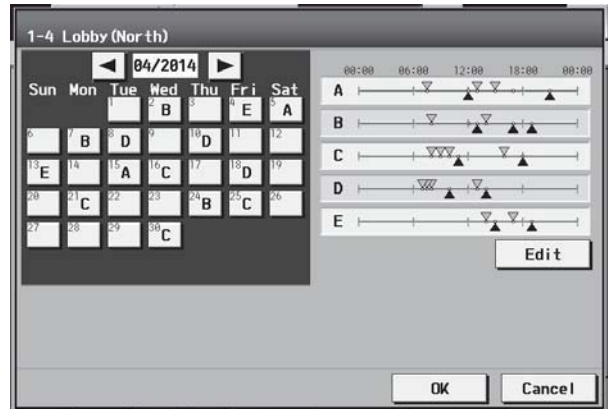 1-4 Lobby(North)
◀ 04/2014 ▶
Sun Mon Tue Wed Thu Fri Sat
1 2 B 3 4 E 5 A
6 7 B 8 D 9 10 D 11 12
13 E 14 15 A 16 C 17 18 D 19
20 21 C 22 23 24 B 25 C 26
27 28 29 30 C
00:00 06:00 12:00 18:00 00:00
A
B
C
D
E
Edit
OK Cancel